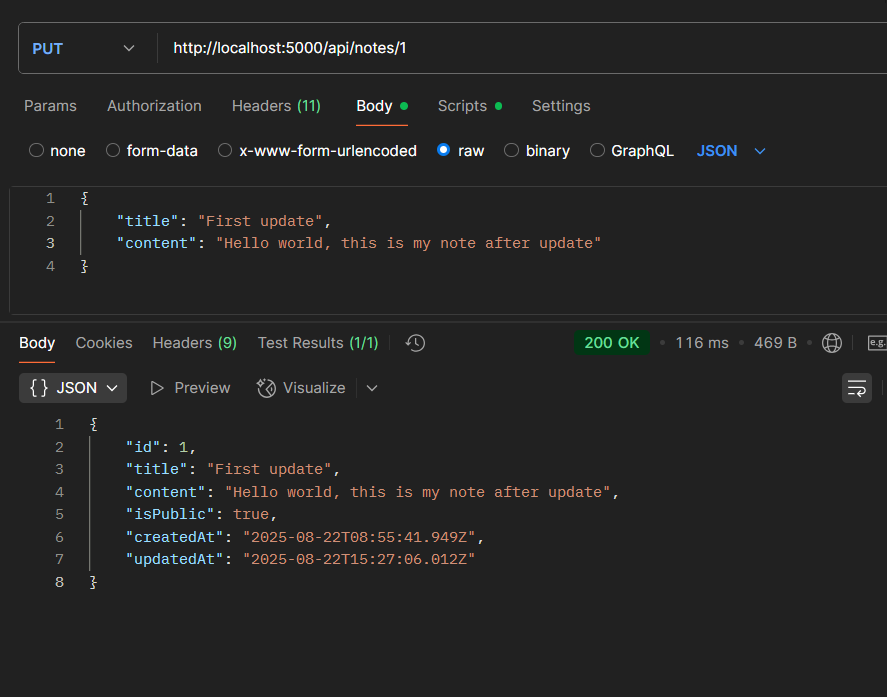 PUT http://localhost:5000/api/notes/1
Params Authorization Headers (11) Body Scripts Settings
none form-data x-www-form-urlencoded raw binary GraphQL JSON
1 {
2 "title": "First update",
3 "content": "Hello world, this is my note after update"
4 }
Body Cookies Headers (9) Test Results (1/1) 200 OK • 116 ms • 469 B • e.g.
{} JSON Preview Visualize
1 {
2 "id": 1,
3 "title": "First update",
4 "content": "Hello world, this is my note after update",
5 "isPublic": true,
6 "createdAt": "2025-08-22T08:55:41.949Z",
7 "updatedAt": "2025-08-22T15:27:06.012Z"
8 }